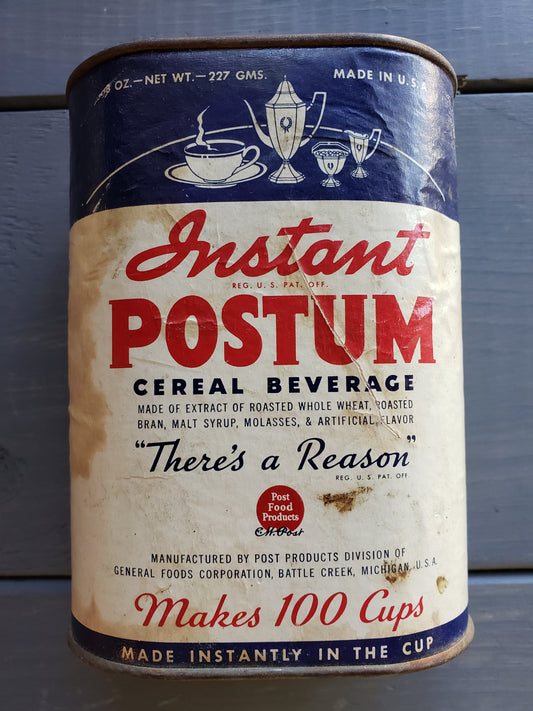 8 OZ.—NET WT.—227 GMS. MADE IN U.S.A.
Instant
REG. U. S. PAT. OFF.
POSTUM
CEREAL BEVERAGE
MADE OF EXTRACT OF ROASTED WHOLE WHEAT, ROASTED
BRAN, MALT SYRUP, MOLASSES, & ARTIFICIAL FLAVOR
"There's a Reason"
REG. U. S. PAT. OFF.
Post
Food
Products
C.W. Post
MANUFACTURED BY POST PRODUCTS DIVISION OF
GENERAL FOODS CORPORATION, BATTLE CREEK, MICHIGAN, U.S.A.
Makes 100 Cups
MADE INSTANTLY IN THE CUP